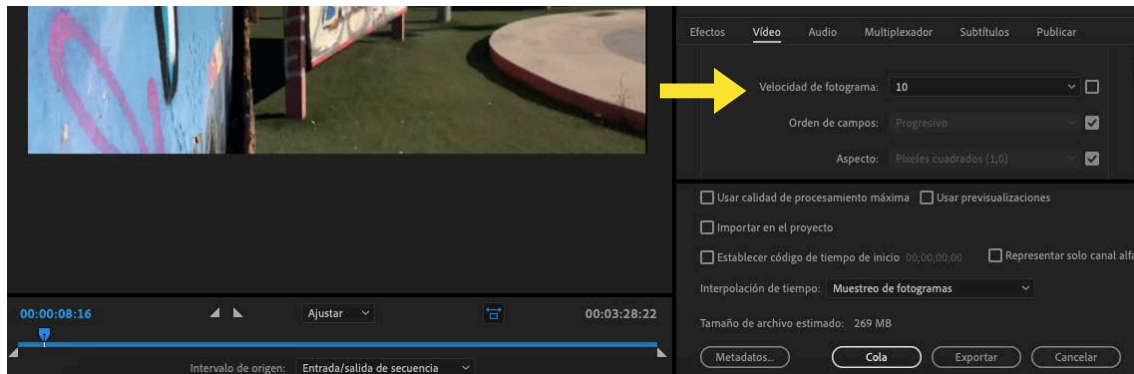 Efectos Vídeo Audio Multiplexador Subtítulos Publicar
Velocidad de fotograma: 10
Orden de campos: Progresivo
Aspecto: Píxeles cuadrados (1,0)
Usar calidad de procesamiento máxima Usar previsualizaciones
Importar en el proyecto
Establecer código de tiempo de inicio 00;00;00;00 Representar solo canal alfa
Interpolación de tiempo: Muestreo de fotogramas
00:00:08:16 Ajustar 00:03:28:22
Tamaño de archivo estimado: 269 MB
Metadatos... Cola Exportar Cancelar
Intervalo de origen: Entrada/salida de secuencia